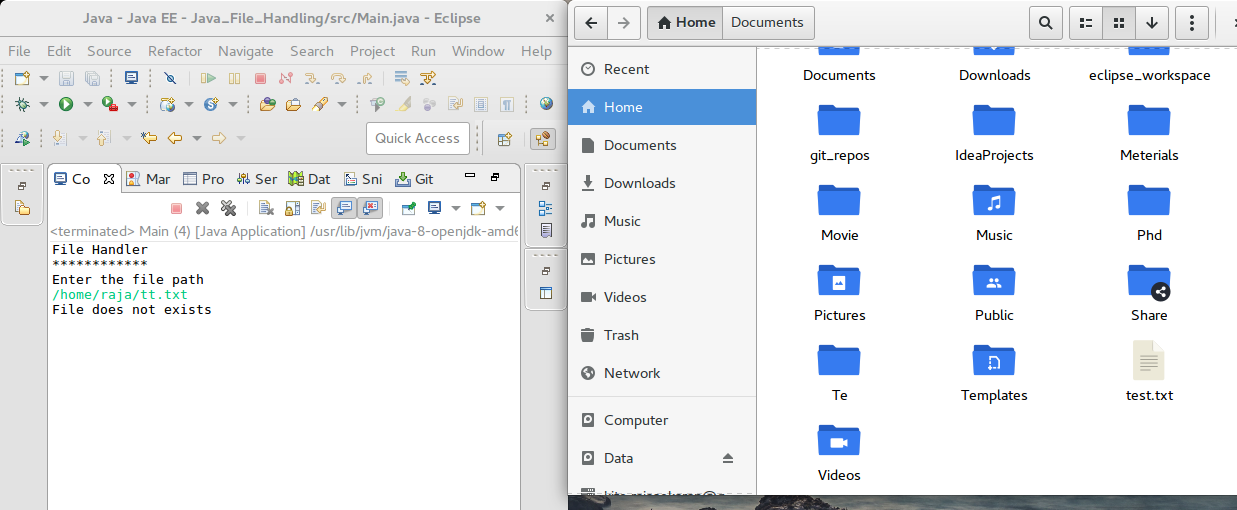 Java - Java EE - Java_File_Handling/src/Main.java - Eclipse
File Edit Source Refactor Navigate Search Project Run Window Help
Quick Access
Co Mar Pro Ser Dat Sni Git
<terminated> Main (4) [Java Application] /usr/lib/jvm/java-8-openjdk-amd6
File Handler
************
Enter the file path
/home/raja/tt.txt
File does not exists
Home Documents
Recent
Home
Documents
Downloads
Music
Pictures
Videos
Trash
Network
Computer
Data
Documents Downloads eclipse_workspace
git_repos IdeaProjects Meterials
Movie Music Phd
Pictures Public Share
Te Templates test.txt
Videos